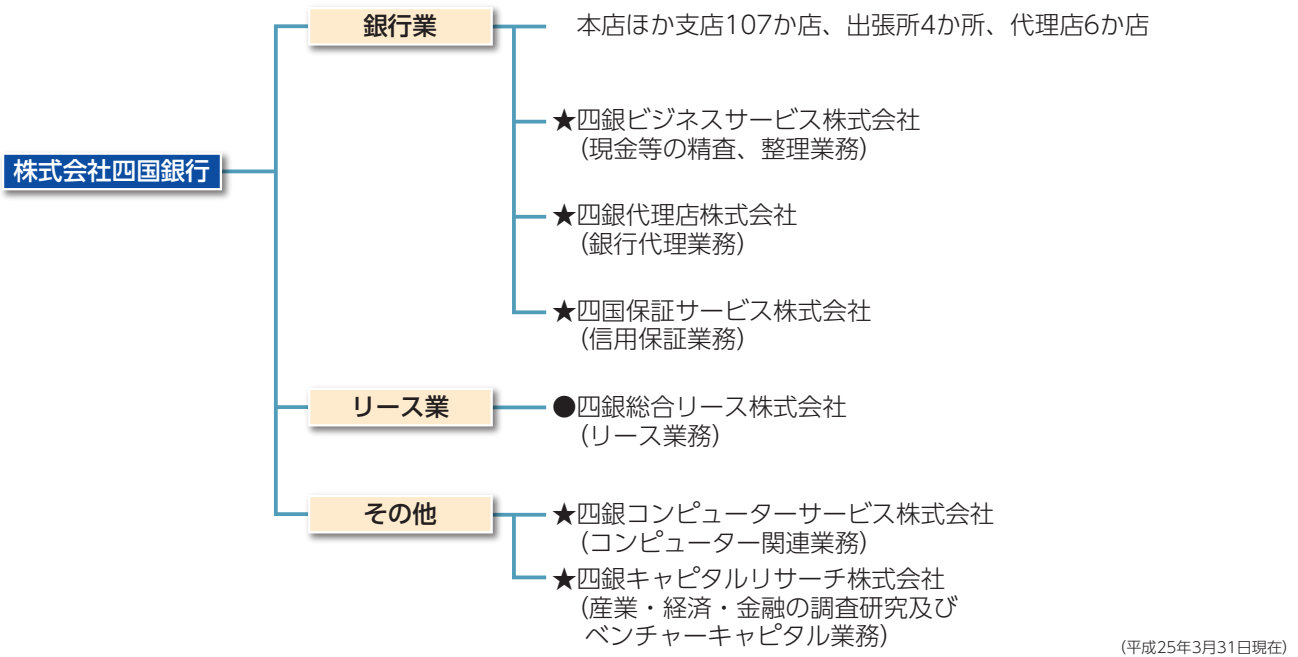 株式会社四国銀行
銀行業
本店ほか支店107か店、出張所4か所、代理店6か店
★四銀ビジネスサービス株式会社
(現金等の精査、整理業務)
★四銀代理店株式会社
(銀行代理業務)
★四国保証サービス株式会社
(信用保証業務)
リース業
●四銀総合リース株式会社
(リース業務)
その他
★四銀コンピューターサービス株式会社
(コンピューター関連業務)
★四銀キャピタルリサーチ株式会社
(産業・経済・金融の調査研究及び
ベンチャーキャピタル業務)
(平成25年3月31日現在)